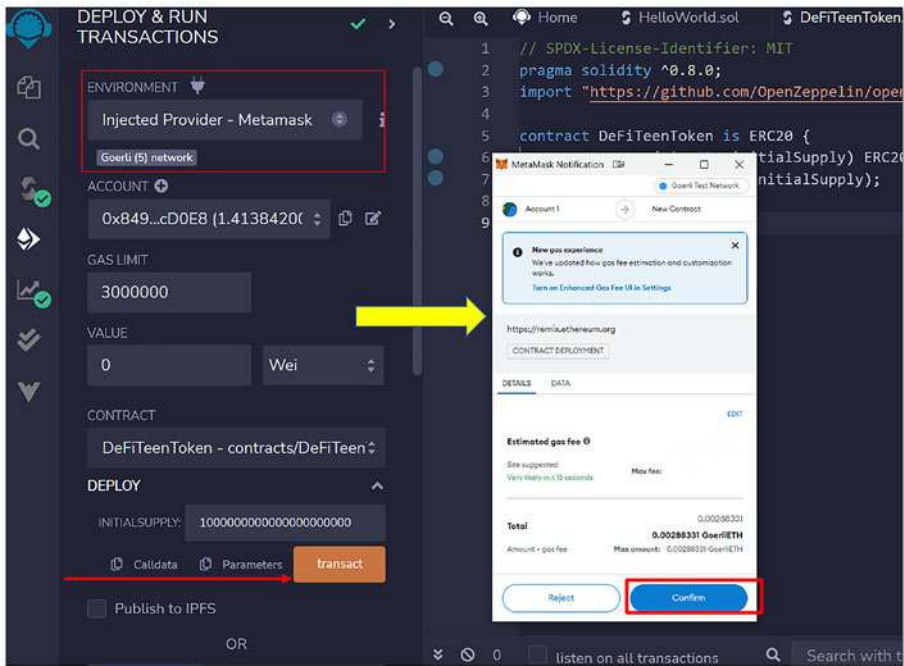 DEPLOY & RUN
TRANSACTIONS
ENVIRONMENT
Injected Provider - Metamask
Goerli (5) network
ACCOUNT
0x849...cD0E8 (1.4138420(
GAS LIMIT
3000000
VALUE
0 Wei
CONTRACT
DeFiTeenToken - contracts/DeFiTeen
DEPLOY
INITIALSUPPLY:
Calldata Parameters transact
Publish to IPFS
OR
Home HelloWorld.sol DeFiTeenToken.
1 // SPDX-License-Identifier: MIT
2 pragma solidity ^0.8.0;
3 import "https://github.com/OpenZeppelin/open
4
5 contract DeFiTeenToken is ERC20 {
6 tialSupply) ERC20
7 nitialSupply);
8
9
MetaMask Notification
Goerli Test Network
Account 1 New Contract
New gas experience
We've updated how gas fee estimation and customization
works.
Turn on Enhanced Gas Fee UI in Settings
https://remix.ethereum.org
CONTRACT DEPLOYMENT
DETAILS DATA
EDIT
Estimated gas fee
Site suggested Max fee:
Very likely in < 15 seconds
0.00288331
Total 0.00288331 GoerliETH
Amount + gas fee Max amount: 0.00288331 GoerliETH
Reject Confirm
0 listen on all transactions Search with t